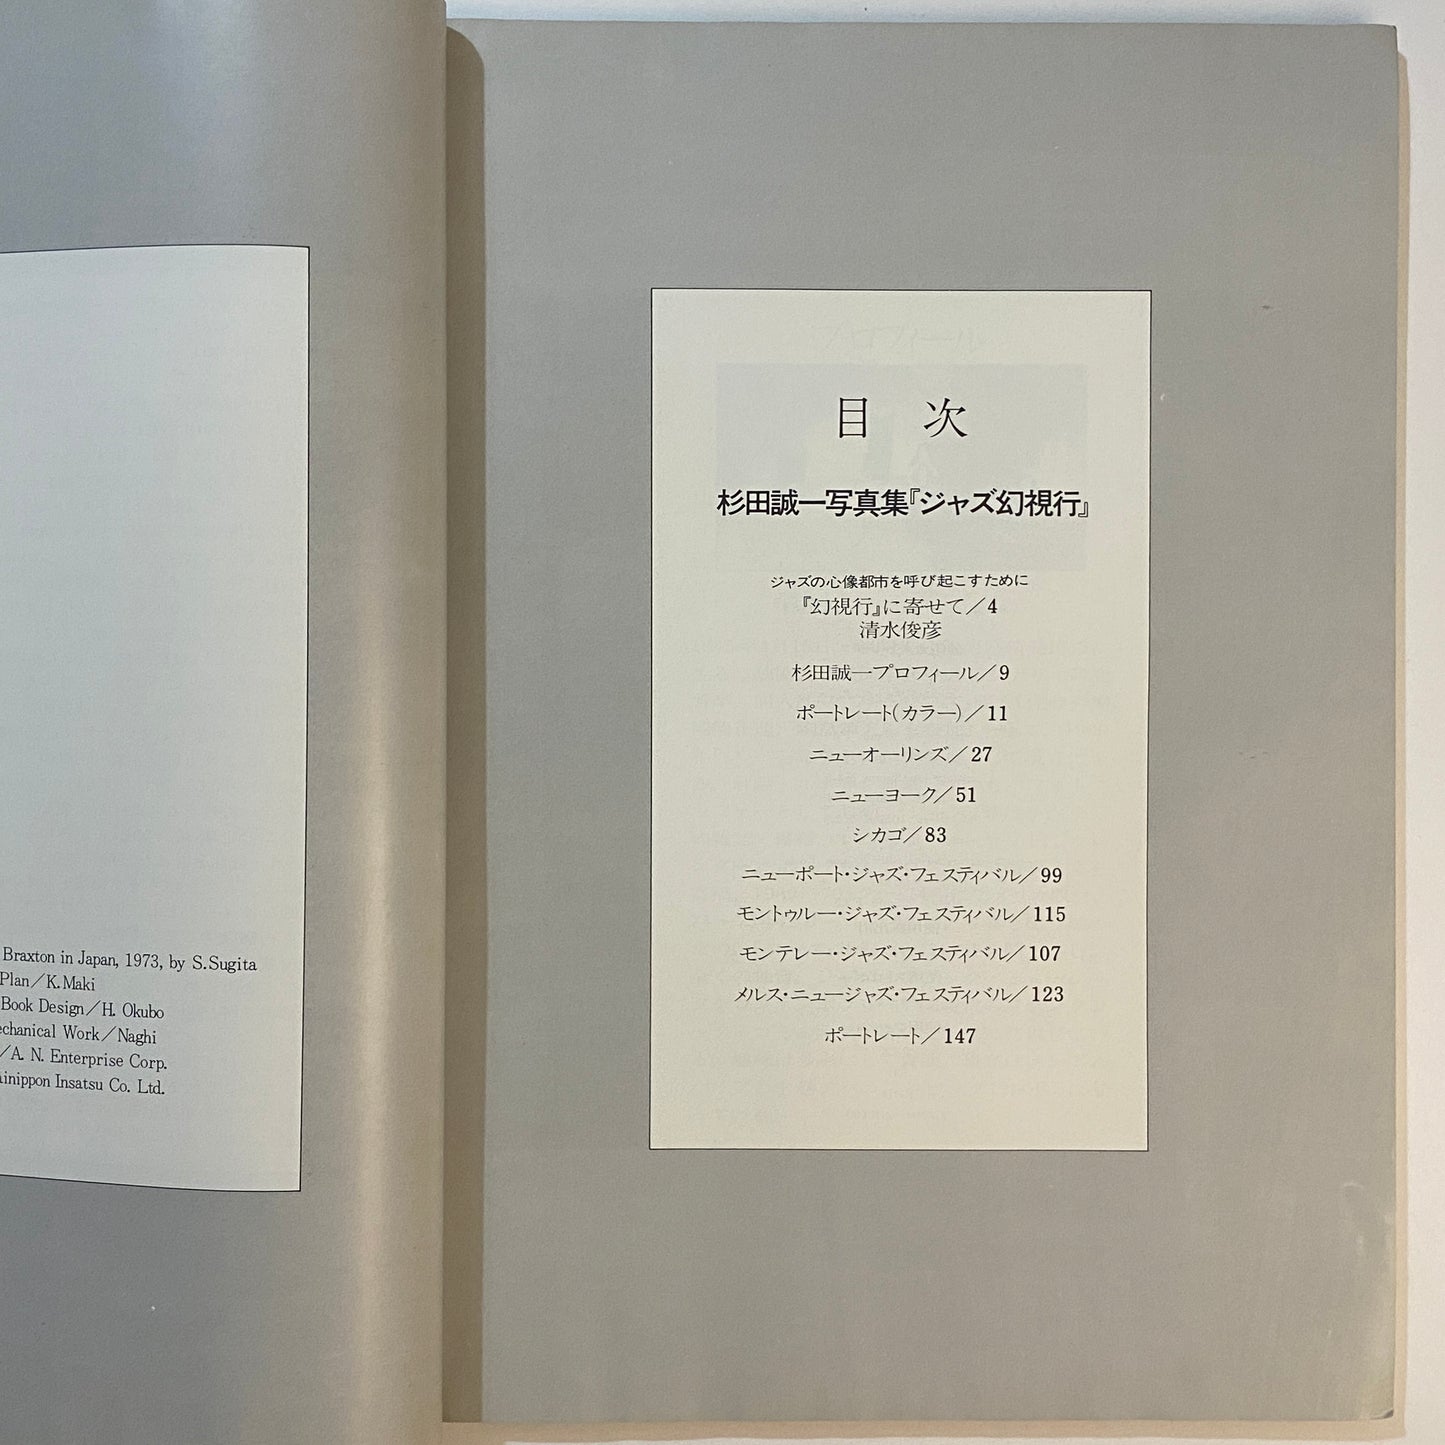 Braxton in Japan, 1973, by S.Sugita
Plan／K.Maki
Book Design／H. Okubo
echanical Work／Naghi
／A. N. Enterprise Corp.
ainippon Insatsu Co. Ltd.
目 次
杉田誠一写真集『ジャズ幻視行』
ジャズの心像都市を呼び起こすために
『幻視行』に寄せて／4
清水俊彦
杉田誠一プロフィール／9
ポートレート(カラー)／11
ニューオーリンズ／27
ニューヨーク／51
シカゴ／83
ニューポート・ジャズ・フェスティバル／99
モントゥルー・ジャズ・フェスティバル／115
モンテレー・ジャズ・フェスティバル／107
メルス・ニュージャズ・フェスティバル／123
ポートレート／147